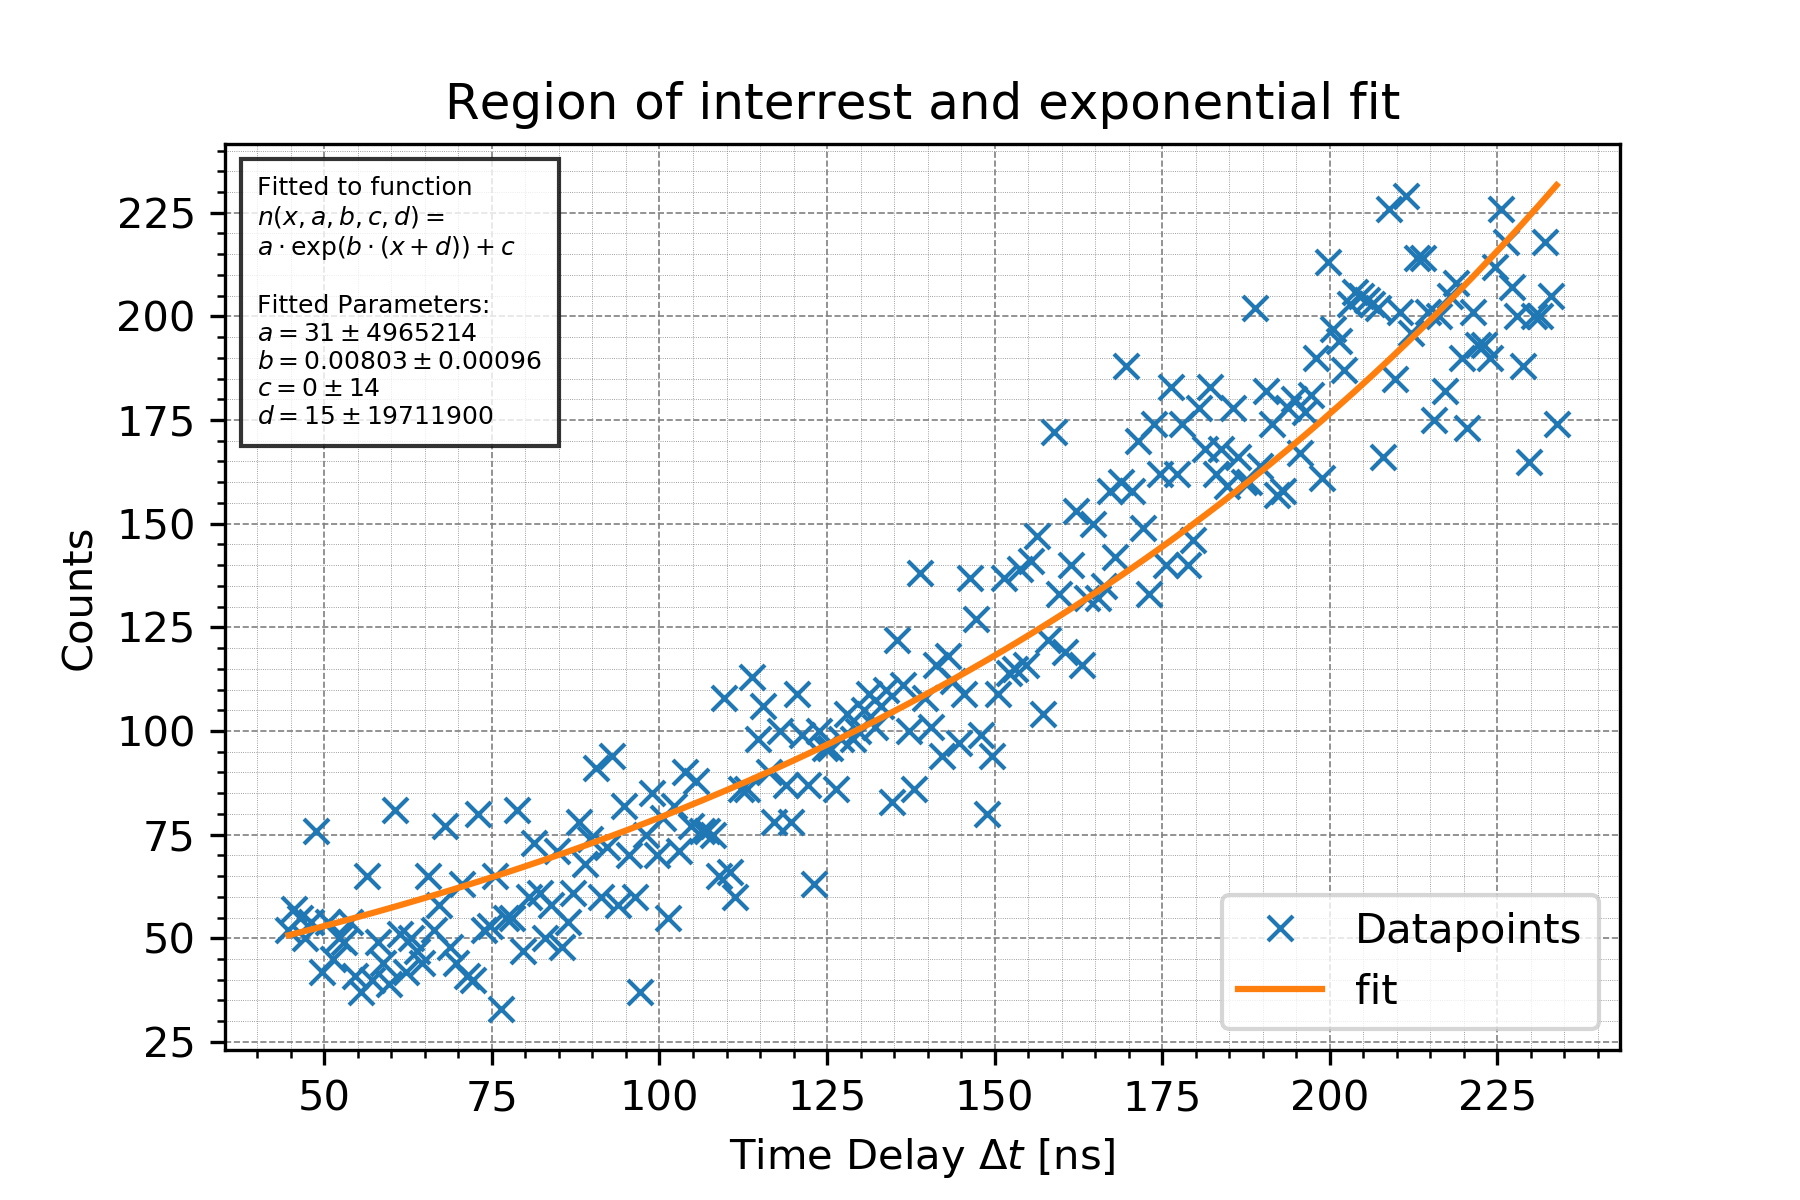 Region of interrest and exponential fit
Fitted to function
n(x, a, b, c, d) =
a · exp(b · (x + d)) + c
Fitted Parameters:
a = 31 ± 4965214
b = 0.00803 ± 0.00096
c = 0 ± 14
d = 15 ± 19711900
225
200
175
150
125
100
75
50
25
Counts
Datapoints
fit
50 75 100 125 150 175 200 225
Time Delay Δt [ns]